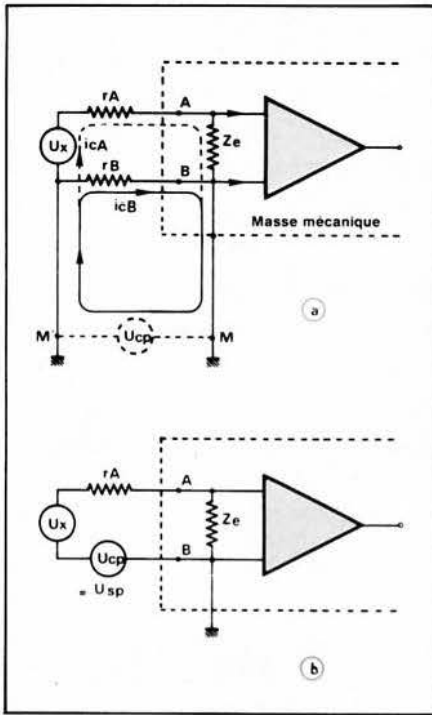 rA
A
Ux
icA
Ze
rB
B
icB
Masse mécanique
M
Ucp
M
a
rA
A
Ux
Ze
Ucp
B
= Usp
b